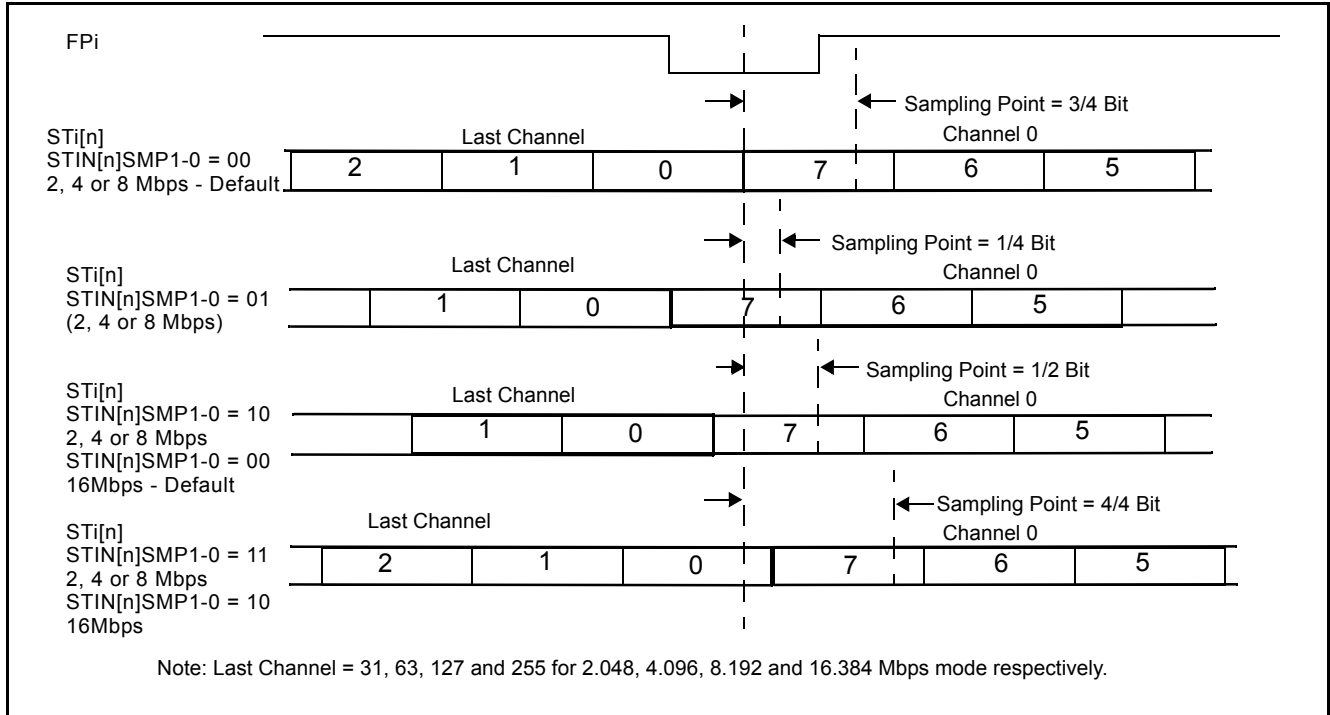 FPi
Sampling Point = 3/4 Bit
STi[n]
STIN[n]SMP1-0 = 00
2, 4 or 8 Mbps - Default
Last Channel
Channel 0
2 1 0 7 6 5
Sampling Point = 1/4 Bit
STi[n]
STIN[n]SMP1-0 = 01
(2, 4 or 8 Mbps)
Last Channel
Channel 0
1 0 7 6 5
Sampling Point = 1/2 Bit
STi[n]
STIN[n]SMP1-0 = 10
2, 4 or 8 Mbps
STIN[n]SMP1-0 = 00
16Mbps - Default
Last Channel
Channel 0
1 0 7 6 5
Sampling Point = 4/4 Bit
STi[n]
STIN[n]SMP1-0 = 11
2, 4 or 8 Mbps
STIN[n]SMP1-0 = 10
16Mbps
Last Channel
Channel 0
2 1 0 7 6 5
Note: Last Channel = 31, 63, 127 and 255 for 2.048, 4.096, 8.192 and 16.384 Mbps mode respectively.